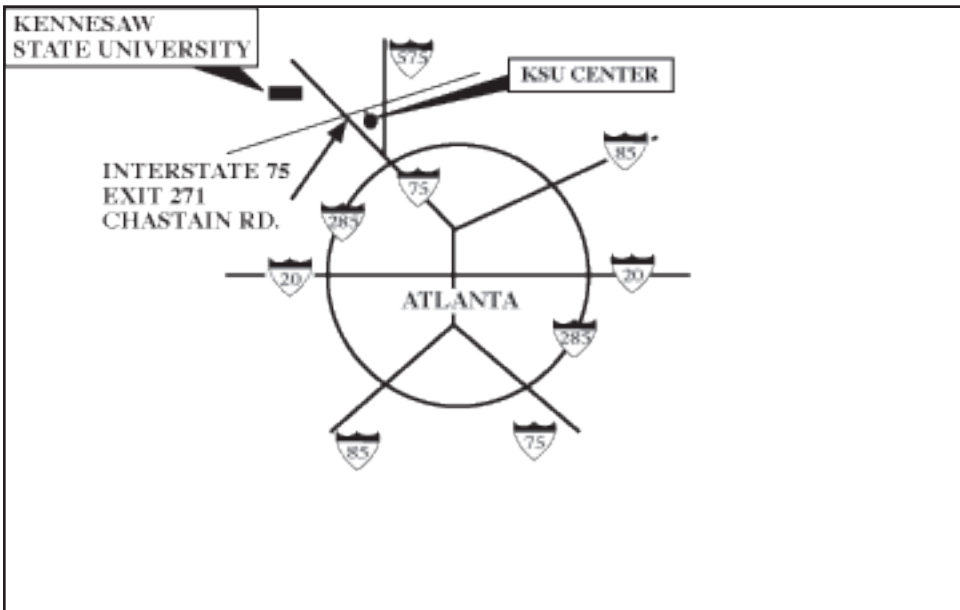 KENNESAW
STATE UNIVERSITY
575
KSU CENTER
85
INTERSTATE 75
EXIT 271
CHASTAIN RD.
75
285
20
20
ATLANTA
285
85
75